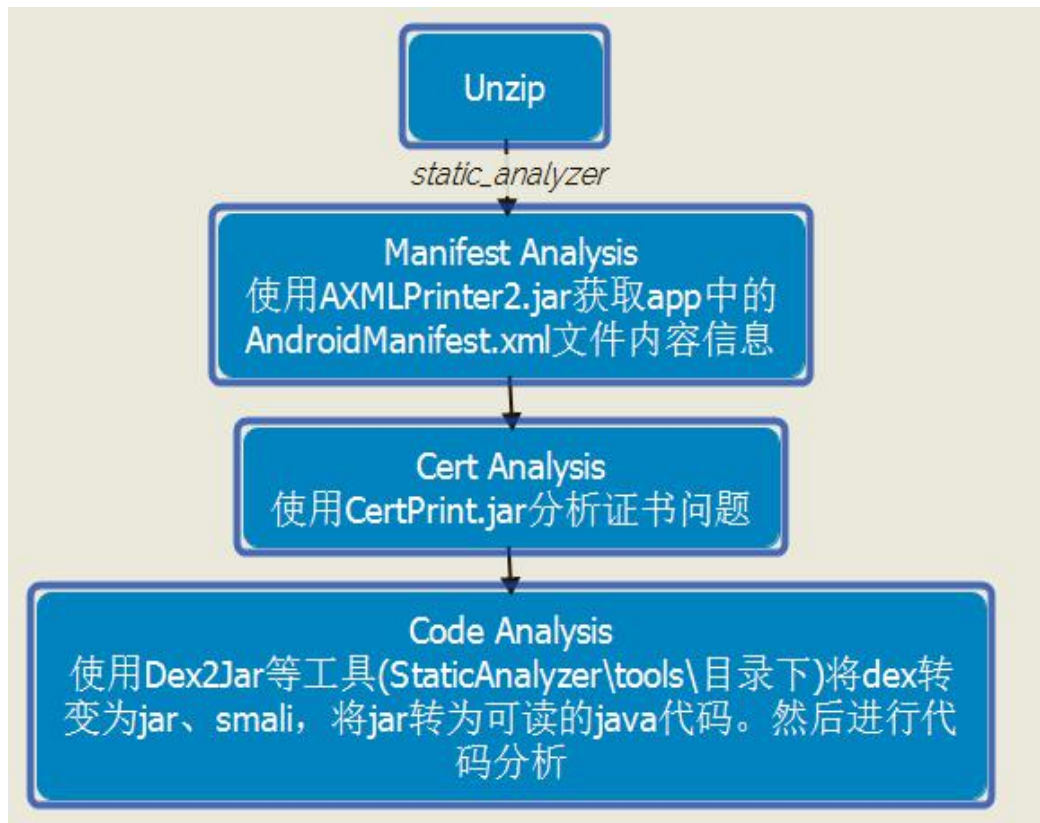 Unzip
static_analyzer
Manifest Analysis
使用AXMLPrinter2.jar获取app中的
AndroidManifest.xml文件内容信息
Cert Analysis
使用CertPrint.jar分析证书问题
Code Analysis
使用Dex2Jar等工具(StaticAnalyzer\tools\目录下)将dex转
变为jar、smali，将jar转为可读的java代码。然后进行代
码分析